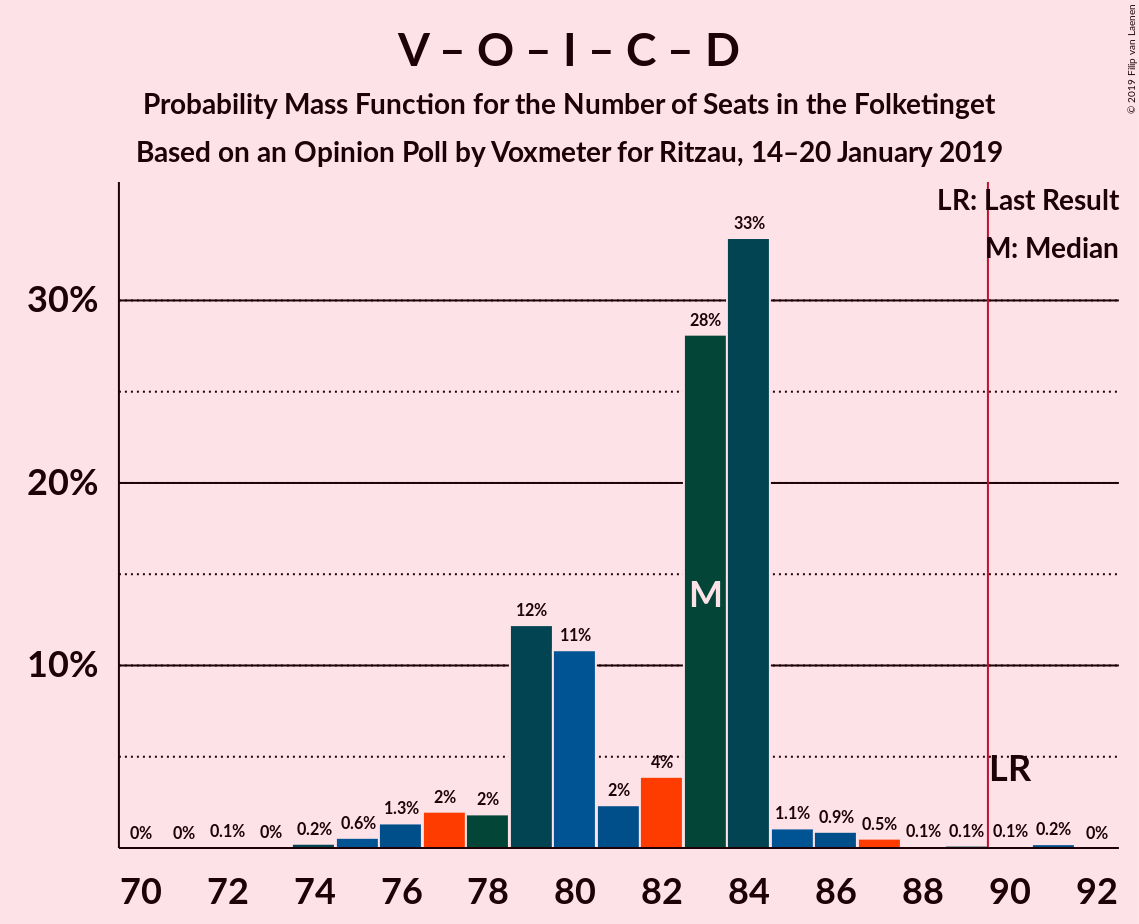 V – O – I – C – D
Probability Mass Function for the Number of Seats in the Folketinget
Based on an Opinion Poll by Voxmeter for Ritzau, 14–20 January 2019
© 2019 Filip van Laenen
LR: Last Result
M: Median
30%
20%
10%
0%
0%
0.1%
0%
0.2%
0.6%
1.3%
2%
2%
12%
11%
2%
4%
28%
33%
1.1%
0.9%
0.5%
0.1%
0.1%
0.1%
0.2%
0%
M
LR
70 72 74 76 78 80 82 84 86 88 90 92